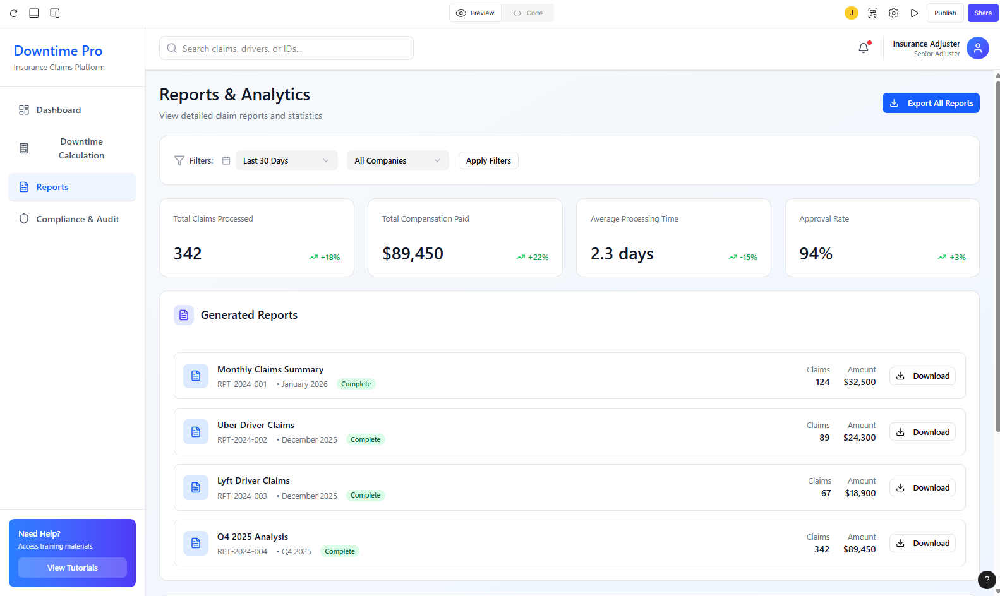 Preview
Code
J
Publish
Share
Downtime Pro
Insurance Claims Platform
Search claims, drivers, or IDs...
Insurance Adjuster
Senior Adjuster
Dashboard
Downtime
Calculation
Reports
Compliance & Audit
Need Help?
Access training materials
View Tutorials
Reports & Analytics
View detailed claim reports and statistics
Export All Reports
Filters:
Last 30 Days
All Companies
Apply Filters
Total Claims Processed
342
+18%
Total Compensation Paid
$89,450
+22%
Average Processing Time
2.3 days
-15%
Approval Rate
94%
+3%
Generated Reports
Monthly Claims Summary
RPT-2024-001 • January 2026 Complete
Claims
124
Amount
$32,500
Download
Uber Driver Claims
RPT-2024-002 • December 2025 Complete
Claims
89
Amount
$24,300
Download
Lyft Driver Claims
RPT-2024-003 • December 2025 Complete
Claims
67
Amount
$18,900
Download
Q4 2025 Analysis
RPT-2024-004 • Q4 2025 Complete
Claims
342
Amount
$89,450
Download
?